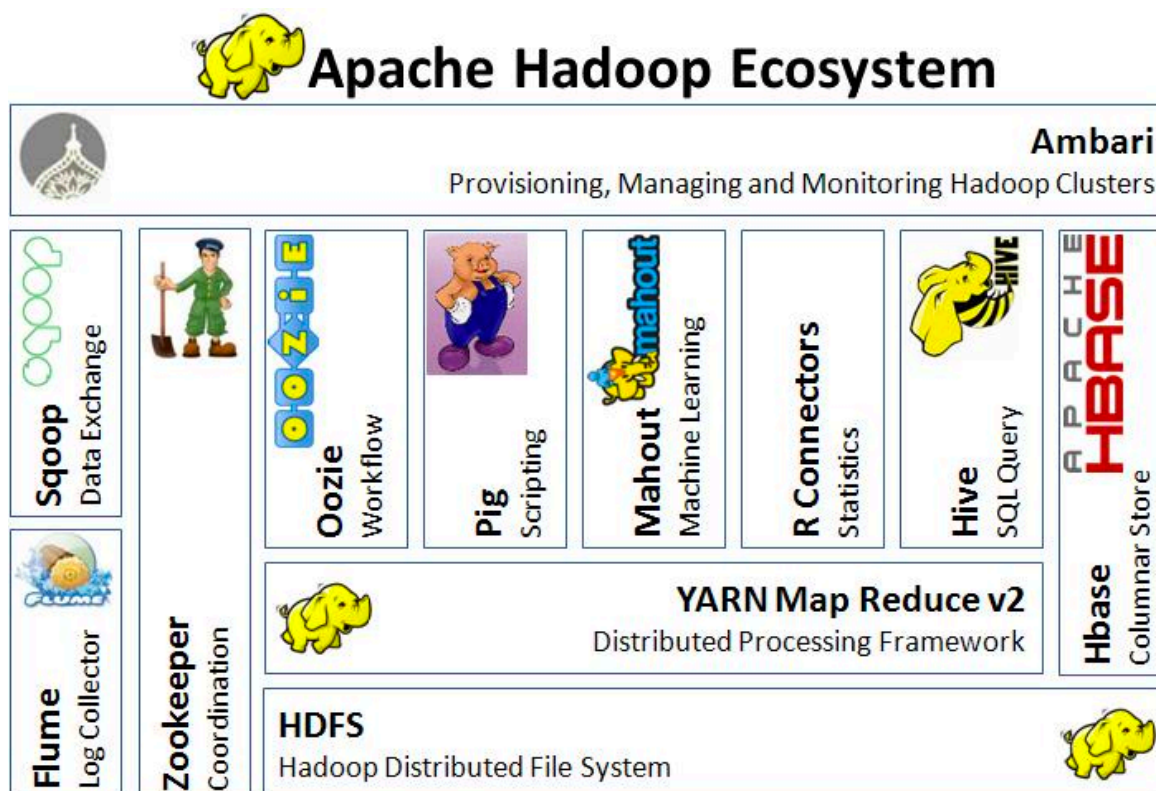 Apache Hadoop Ecosystem
Ambari
Provisioning, Managing and Monitoring Hadoop Clusters
sqoop
Sqoop
Data Exchange
FLUME
Flume
Log Collector
Zookeeper
Coordination
OOZIE
Oozie
Workflow
Pig
Scripting
mahout
Mahout
Machine Learning
R Connectors
Statistics
HIVE
Hive
SQL Query
APACHE
HBASE
Hbase
Columnar Store
YARN Map Reduce v2
Distributed Processing Framework
HDFS
Hadoop Distributed File System